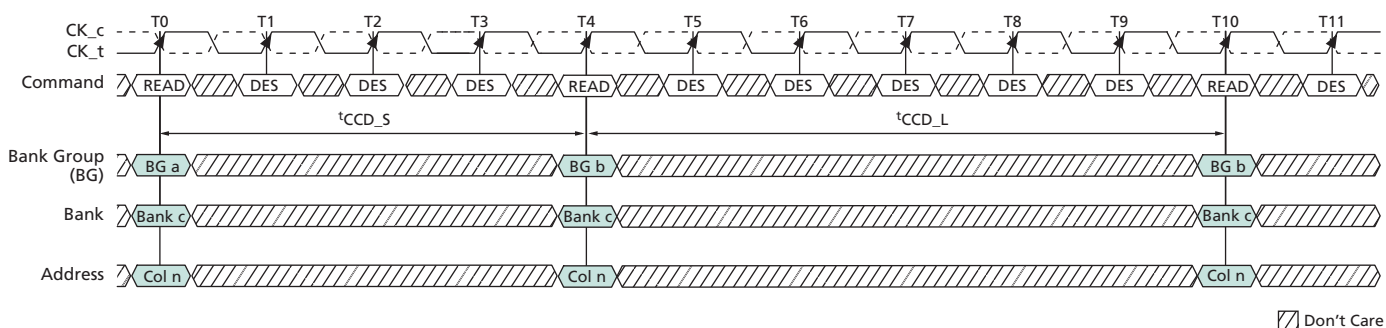 T0 T1 T2 T3 T4 T5 T6 T7 T8 T9 T10 T11
CK_c
CK_t
Command READ DES DES DES READ DES DES DES DES DES READ DES
tCCD_S tCCD_L
Bank Group (BG) BG a BG b BG b
Bank Bank c Bank c Bank c
Address Col n Col n Col n
Don't Care